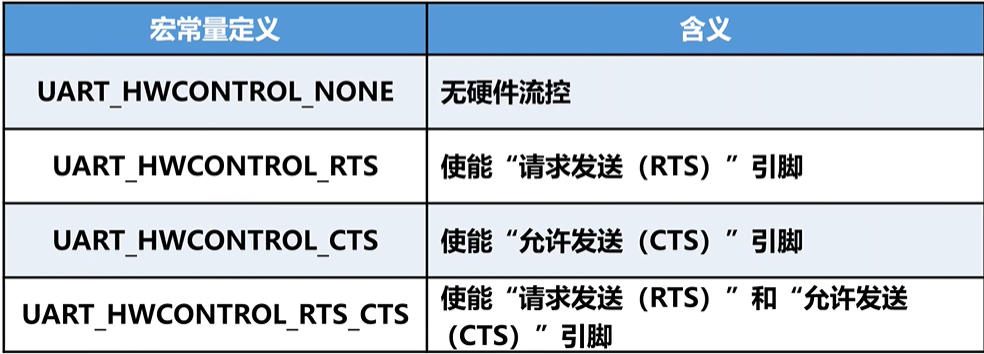 宏常量定义
含义
UART_HWCONTROL_NONE
无硬件流控
UART_HWCONTROL_RTS
使能“请求发送（RTS）”引脚
UART_HWCONTROL_CTS
使能“允许发送（CTS）”引脚
UART_HWCONTROL_RTS_CTS
使能“请求发送（RTS）”和“允许发送
（CTS）”引脚